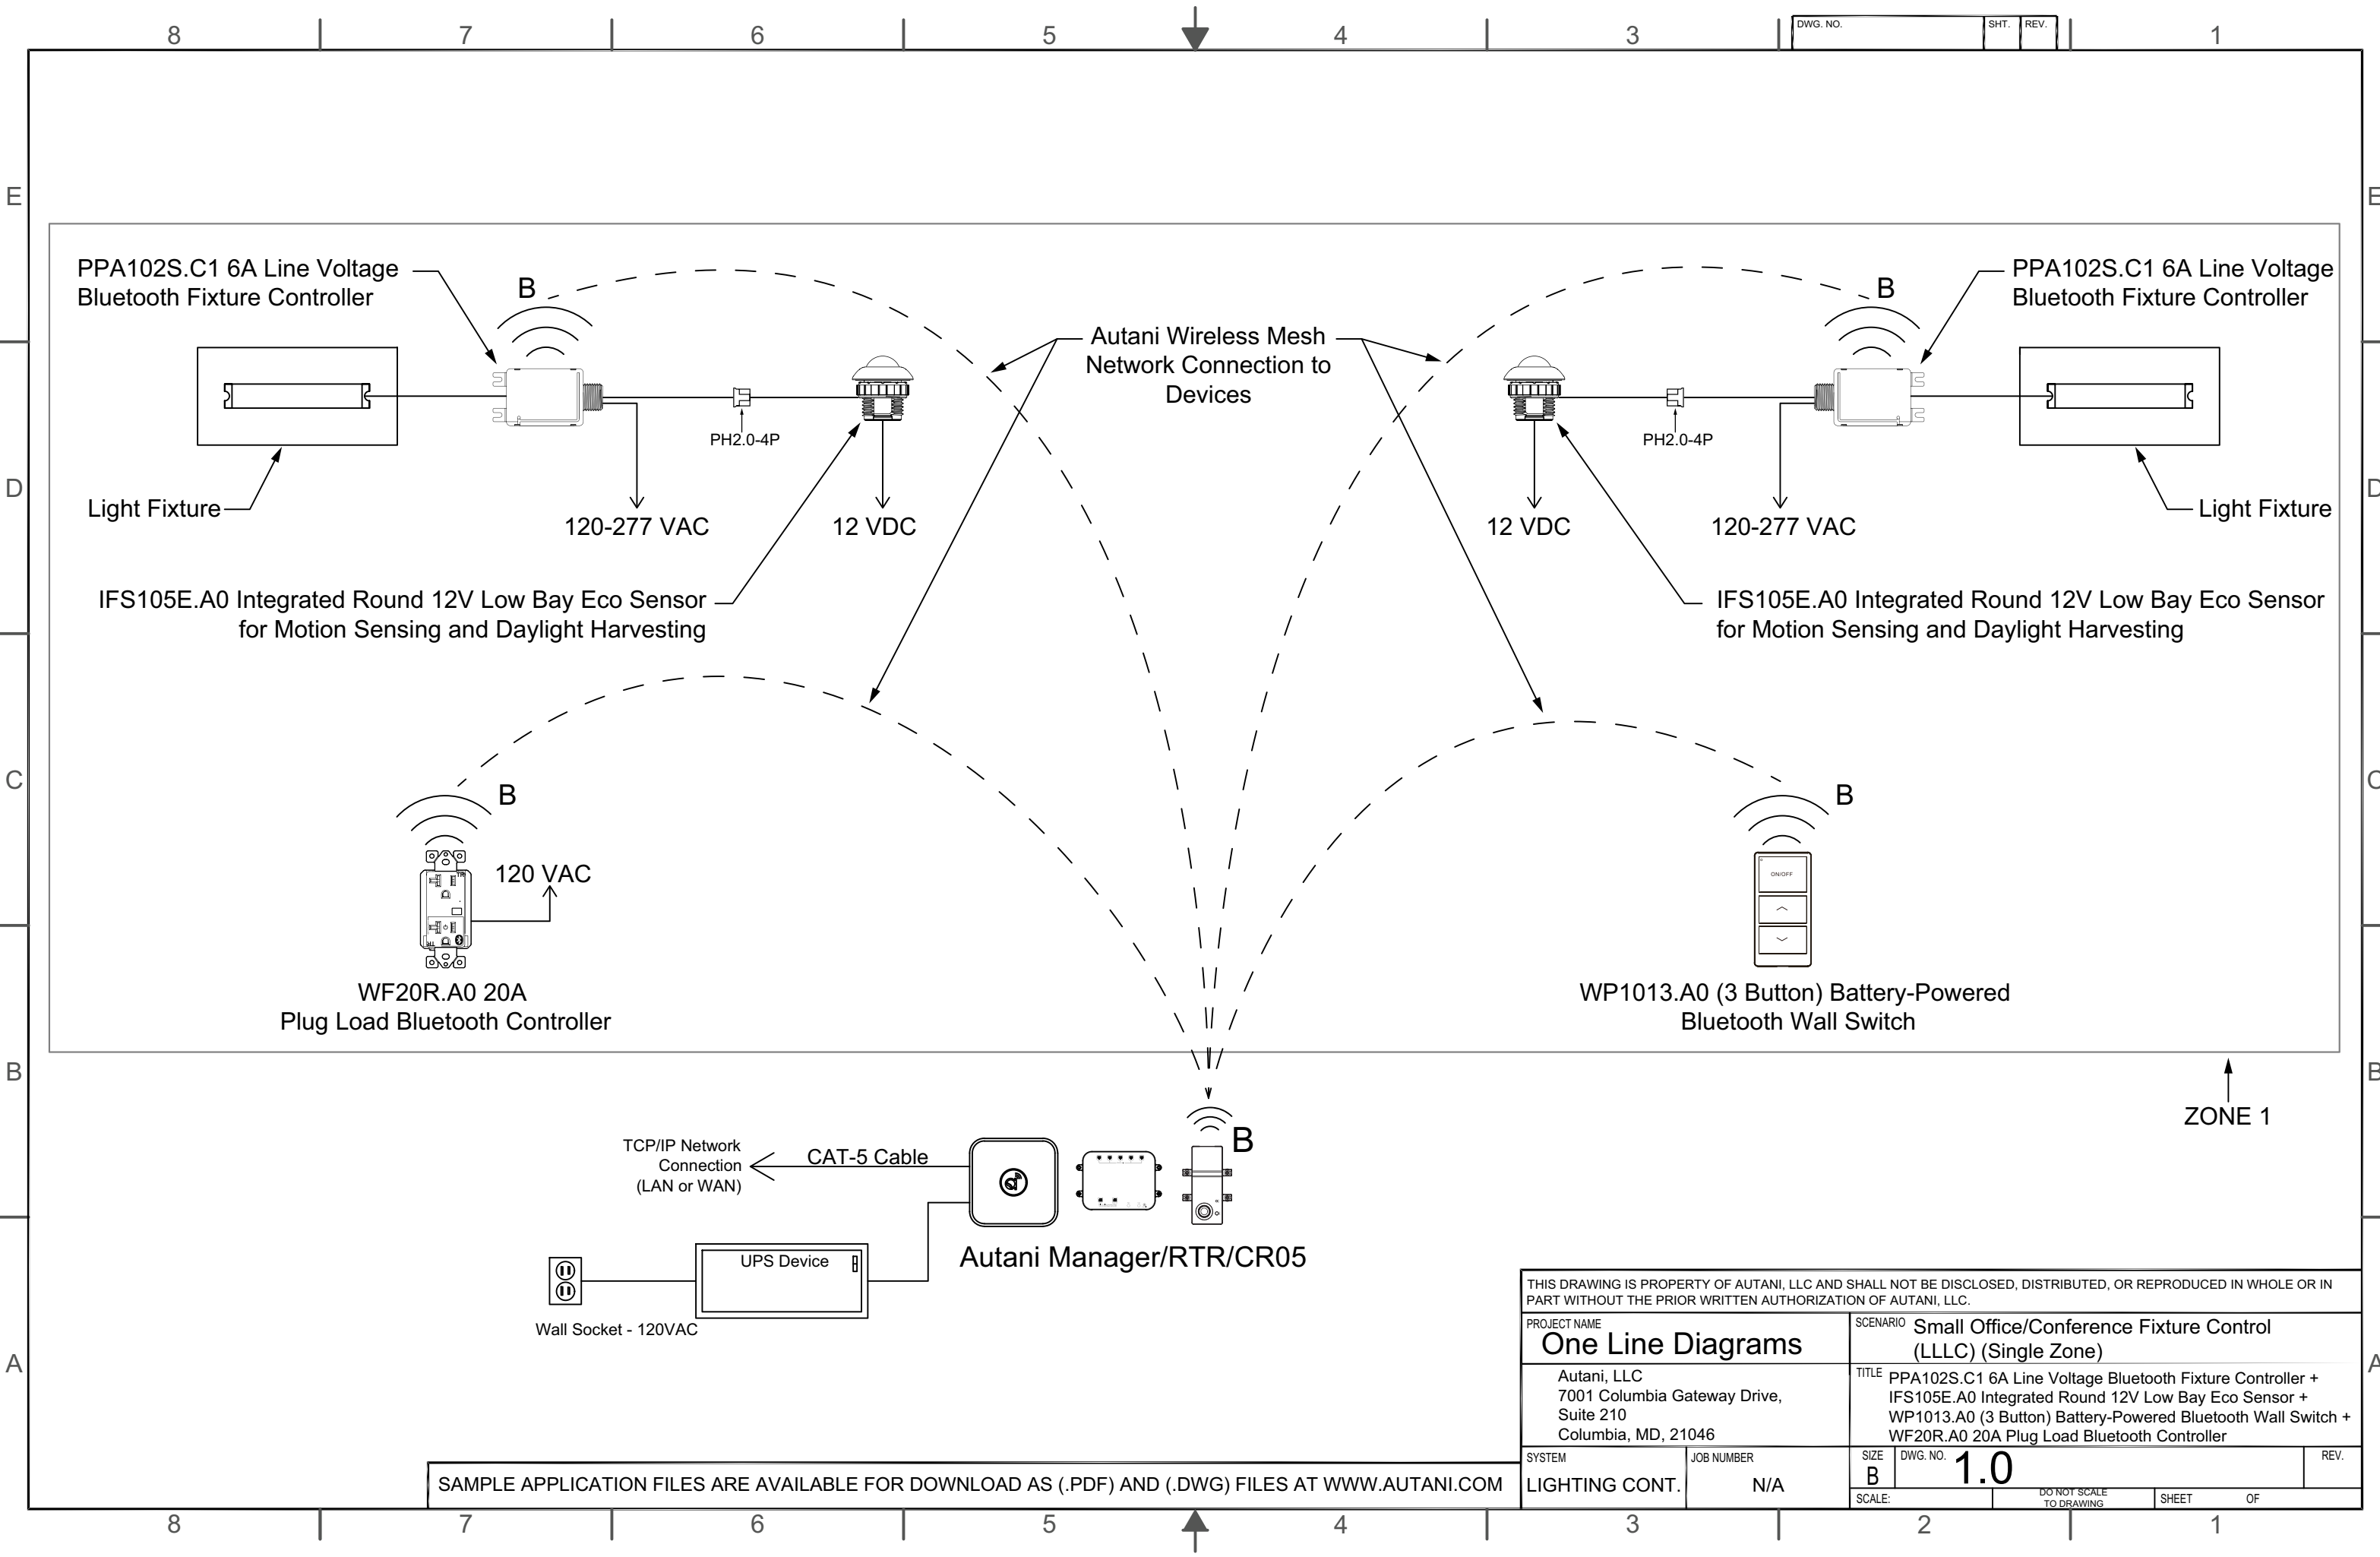 8 7 6 5 4 3 2 1
DWG. NO. SHT. REV.
E E
PPA102S.C1 6A Line Voltage
Bluetooth Fixture Controller
B
Autani Wireless Mesh
Network Connection to
Devices
B
PPA102S.C1 6A Line Voltage
Bluetooth Fixture Controller
PH2.0-4P
PH2.0-4P
D D
Light Fixture
120-277 VAC
12 VDC
12 VDC
120-277 VAC
Light Fixture
IFS105E.A0 Integrated Round 12V Low Bay Eco Sensor
for Motion Sensing and Daylight Harvesting
IFS105E.A0 Integrated Round 12V Low Bay Eco Sensor
for Motion Sensing and Daylight Harvesting
C C
B
120 VAC
WF20R.A0 20A
Plug Load Bluetooth Controller
B
ON/OFF
WP1013.A0 (3 Button) Battery-Powered
Bluetooth Wall Switch
B B
ZONE 1
TCP/IP Network
Connection
(LAN or WAN)
CAT-5 Cable
B
Autani Manager/RTR/CR05
UPS Device
Wall Socket - 120VAC
A A
THIS DRAWING IS PROPERTY OF AUTANI, LLC AND SHALL NOT BE DISCLOSED, DISTRIBUTED, OR REPRODUCED IN WHOLE OR IN
PART WITHOUT THE PRIOR WRITTEN AUTHORIZATION OF AUTANI, LLC.
PROJECT NAME
One Line Diagrams
SCENARIO Small Office/Conference Fixture Control
(LLLC) (Single Zone)
Autani, LLC
7001 Columbia Gateway Drive,
Suite 210
Columbia, MD, 21046
TITLE PPA102S.C1 6A Line Voltage Bluetooth Fixture Controller +
IFS105E.A0 Integrated Round 12V Low Bay Eco Sensor +
WP1013.A0 (3 Button) Battery-Powered Bluetooth Wall Switch +
WF20R.A0 20A Plug Load Bluetooth Controller
SYSTEM
LIGHTING CONT.
JOB NUMBER
N/A
SIZE
B
DWG. NO. 1.0
REV.
SCALE:
DO NOT SCALE
TO DRAWING
SHEET OF
SAMPLE APPLICATION FILES ARE AVAILABLE FOR DOWNLOAD AS (.PDF) AND (.DWG) FILES AT WWW.AUTANI.COM
8 7 6 5 4 3 2 1